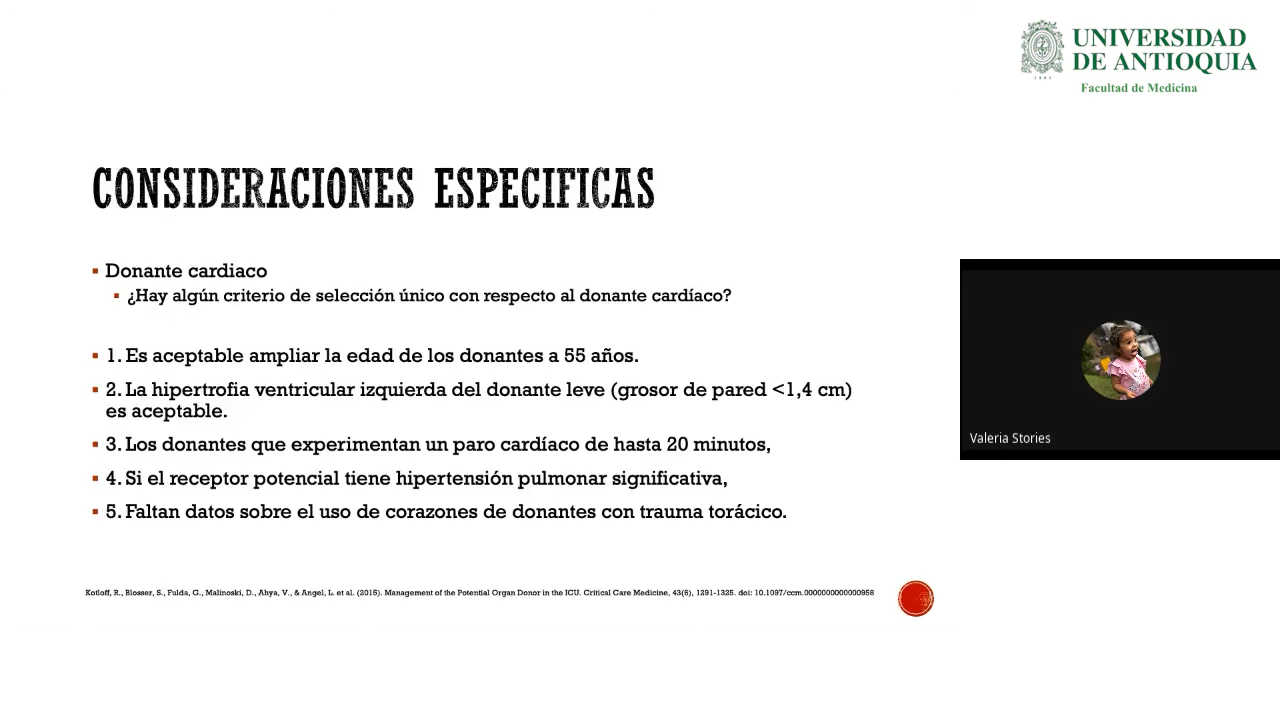 UNIVERSIDAD
DE ANTIOQUIA
Facultad de Medicina
CONSIDERACIONES ESPECIFICAS
Donante cardiaco
¿Hay algún criterio de selección único con respecto al donante cardíaco?
1. Es aceptable ampliar la edad de los donantes a 55 años.
2. La hipertrofia ventricular izquierda del donante leve (grosor de pared <1,4 cm)
es aceptable.
3. Los donantes que experimentan un paro cardíaco de hasta 20 minutos,
4. Si el receptor potencial tiene hipertensión pulmonar significativa,
5. Faltan datos sobre el uso de corazones de donantes con trauma torácico.
Valeria Stories
Kotloff, R., Blosser, S., Fulda, G., Malinoski, D., Ahya, V., & Angel, L. et al. (2015). Management of the Potential Organ Donor in the ICU. Critical Care Medicine, 43(6), 1291-1325. doi: 10.1097/ccm.0000000000000958